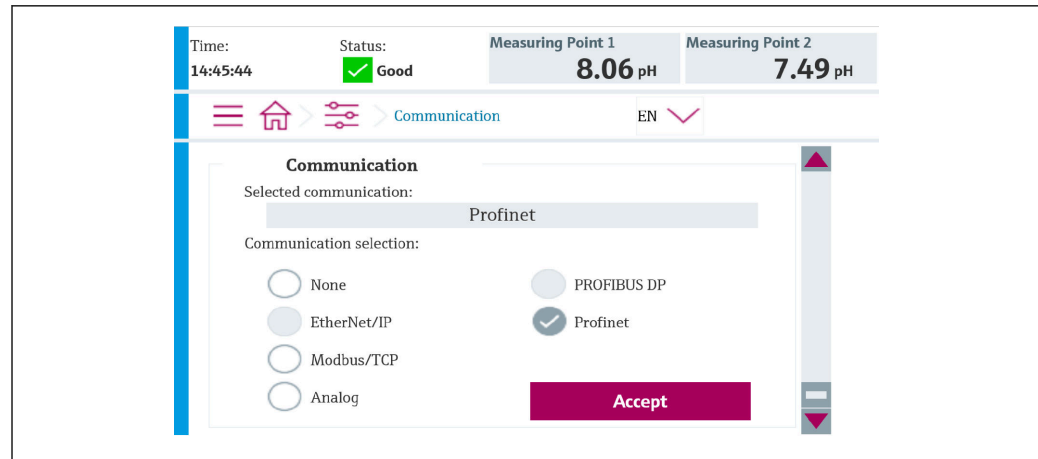 Time: Status: Measuring Point 1 Measuring Point 2
14:45:44 Good 8.06 pH 7.49 pH
Communication EN
Communication
Selected communication:
Profinet
Communication selection:
None PROFIBUS DP
EtherNet/IP Profinet
Modbus/TCP
Analog Accept